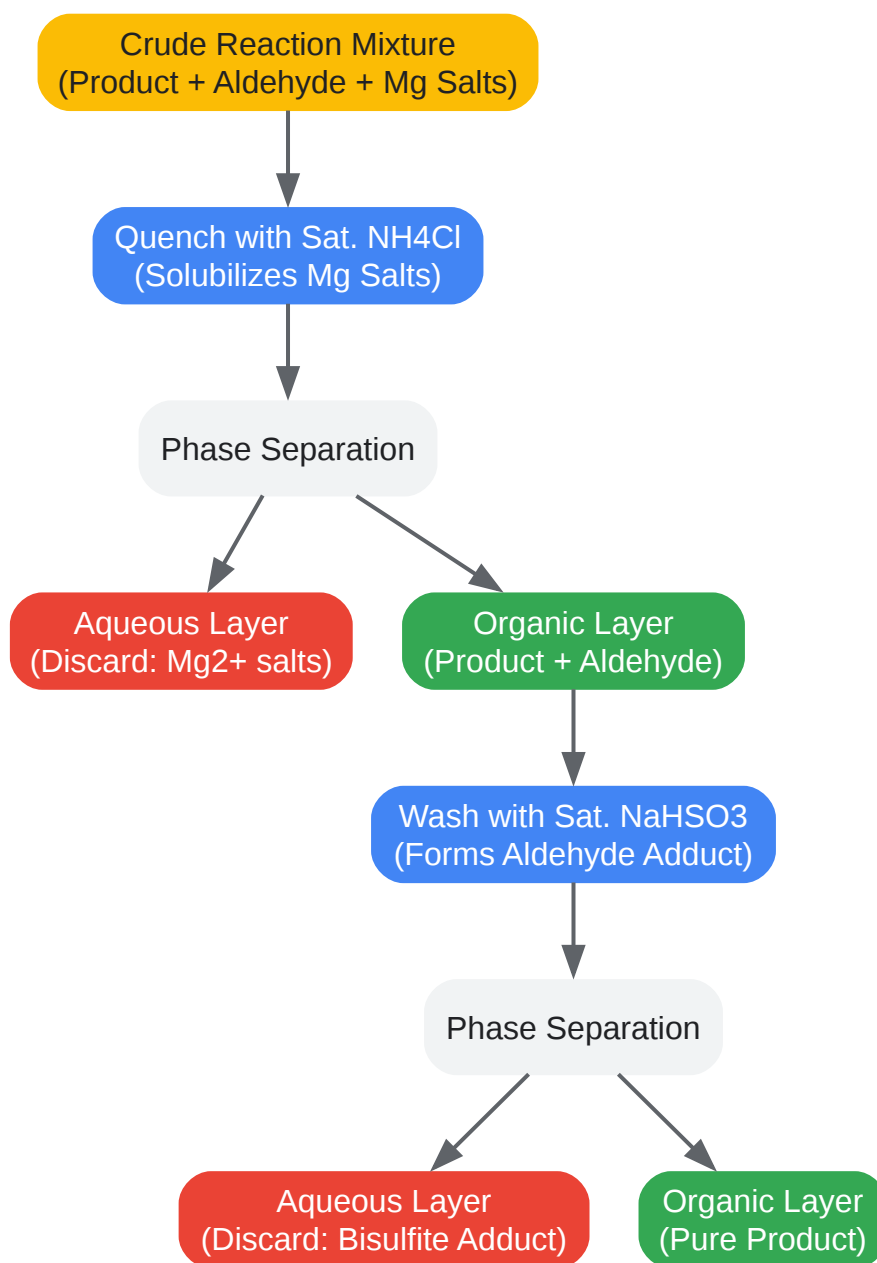 Crude Reaction Mixture
(Product + Aldehyde + Mg Salts)
Quench with Sat. NH4Cl
(Solubilizes Mg Salts)
Phase Separation
Aqueous Layer
(Discard: Mg2+ salts)
Organic Layer
(Product + Aldehyde)
Wash with Sat. NaHSO3
(Forms Aldehyde Adduct)
Phase Separation
Aqueous Layer
(Discard: Bisulfite Adduct)
Organic Layer
(Pure Product)